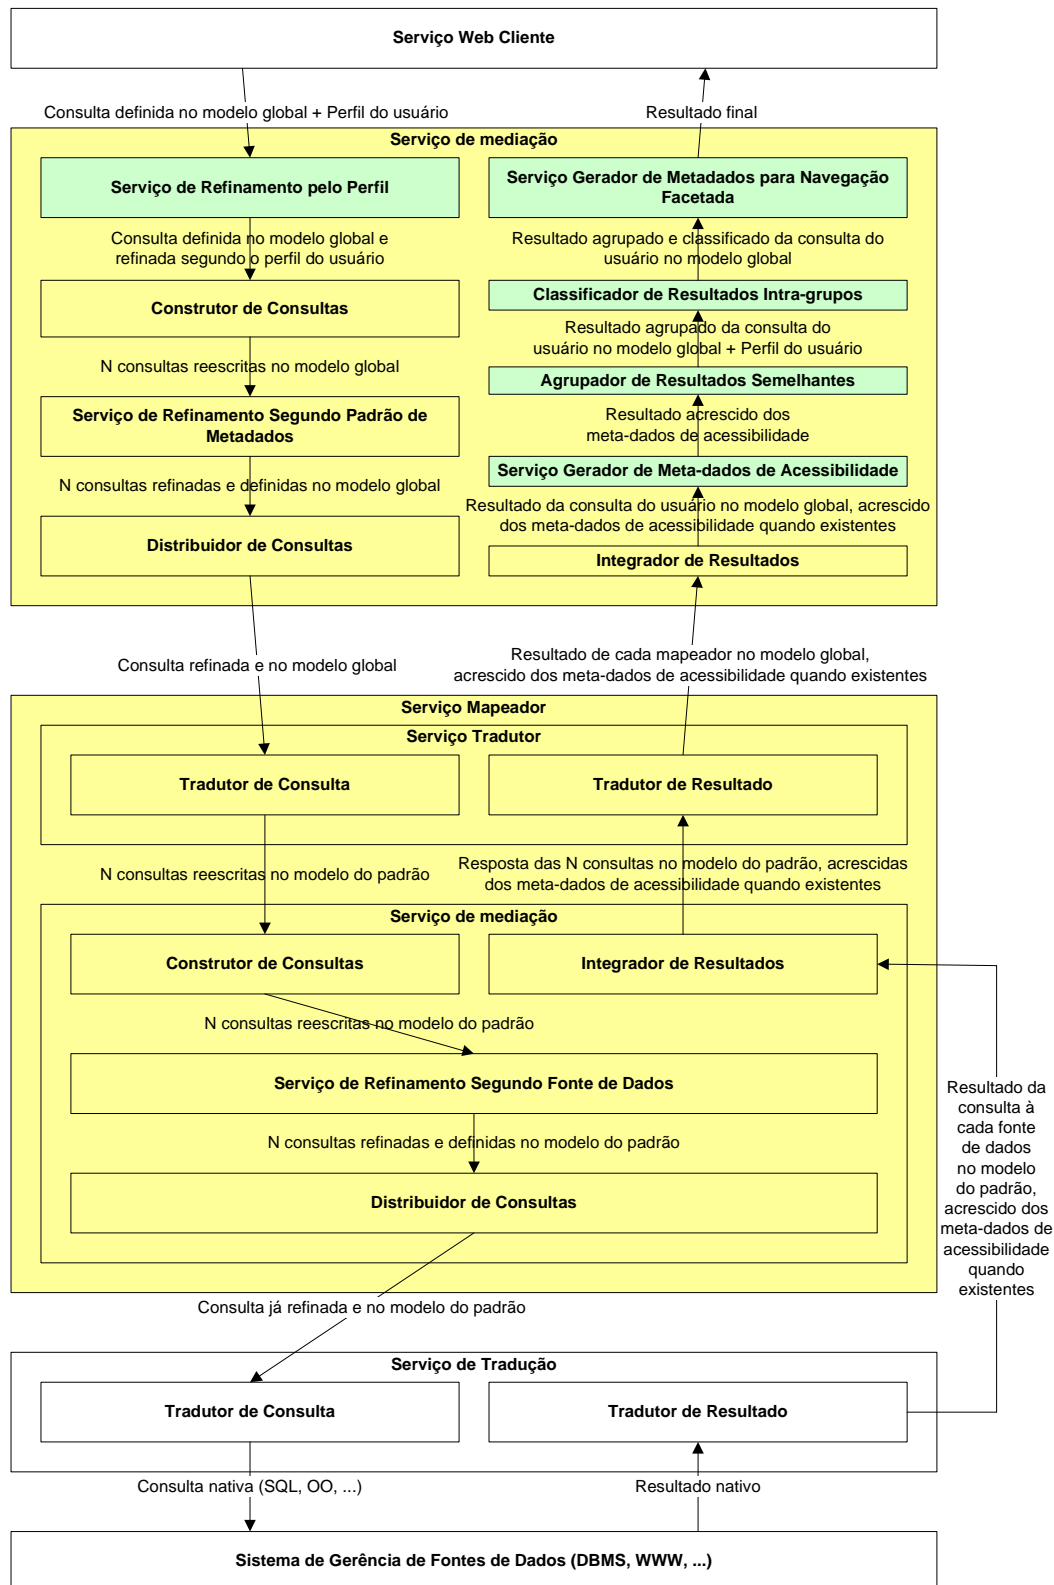 Serviço Web Cliente
Consulta definida no modelo global + Perfil do usuário
Resultado final
Serviço de mediação
Serviço de Refinamento pelo Perfil
Serviço Gerador de Metadados para Navegação
Facetada
Consulta definida no modelo global e
refinada segundo o perfil do usuário
Resultado agrupado e classificado da consulta do
usuário no modelo global
Construtor de Consultas
Classificador de Resultados Intra-grupos
Resultado agrupado da consulta do
usuário no modelo global + Perfil do usuário
N consultas reescritas no modelo global
Agrupador de Resultados Semelhantes
Serviço de Refinamento Segundo Padrão de
Metadados
Resultado acrescido dos
meta-dados de acessibilidade
Serviço Gerador de Meta-dados de Acessibilidade
N consultas refinadas e definidas no modelo global
Resultado da consulta do usuário no modelo global, acrescido
dos meta-dados de acessibilidade quando existentes
Distribuidor de Consultas
Integrador de Resultados
Consulta refinada e no modelo global
Resultado de cada mapeador no modelo global,
acrescido dos meta-dados de acessibilidade quando existentes
Serviço Mapeador
Serviço Tradutor
Tradutor de Consulta
Tradutor de Resultado
N consultas reescritas no modelo do padrão
Resposta das N consultas no modelo do padrão, acrescidas
dos meta-dados de acessibilidade quando existentes
Serviço de mediação
Construtor de Consultas
Integrador de Resultados
N consultas reescritas no modelo do padrão
Serviço de Refinamento Segundo Fonte de Dados
N consultas refinadas e definidas no modelo do padrão
Distribuidor de Consultas
Resultado da
consulta à
cada fonte
de dados
no modelo
do padrão,
acrescido dos
meta-dados de
acessibilidade
quando
existentes
Consulta já refinada e no modelo do padrão
Serviço de Tradução
Tradutor de Consulta
Tradutor de Resultado
Consulta nativa (SQL, OO, ...)
Resultado nativo
Sistema de Gerência de Fontes de Dados (DBMS, WWW, ...)